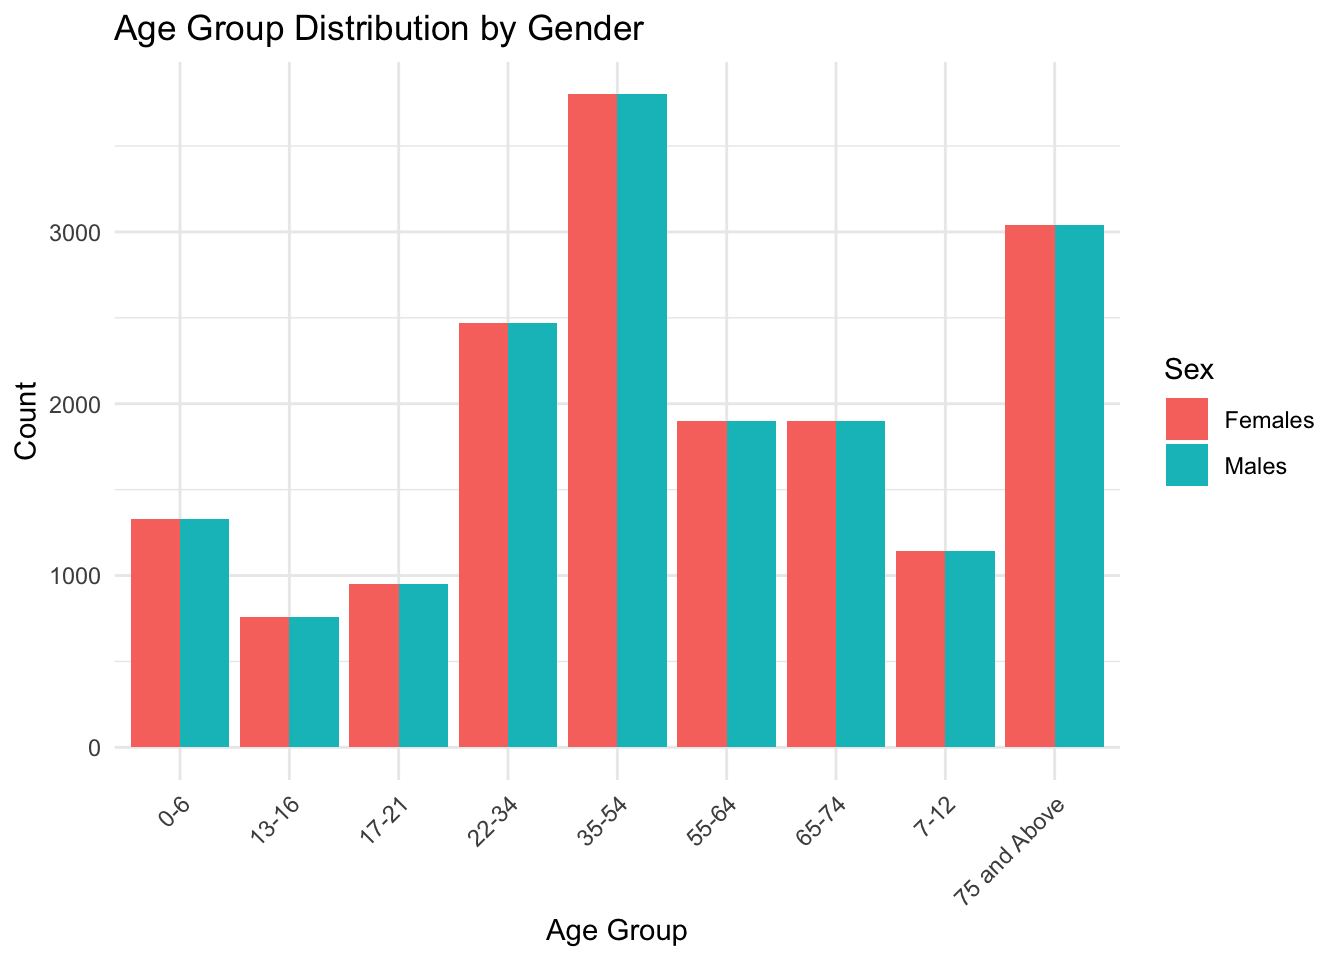 Age Group Distribution by Gender
3000
2000
1000
0
Count
0-6
13-16
17-21
22-34
35-54
55-64
65-74
7-12
75 and Above
Age Group
Sex
Females
Males